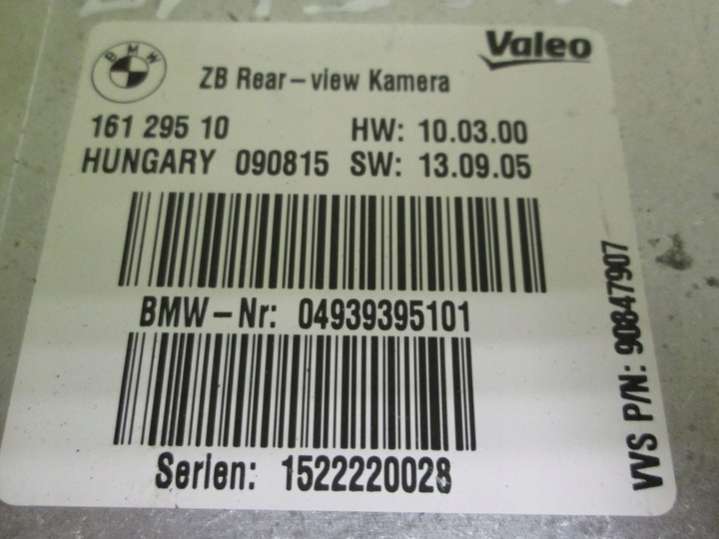 BMW
Valeo
ZB Rear-view Kamera
161 295 10 HW: 10.03.00
HUNGARY 090815 SW: 13.09.05
BMW-Nr: 04939395101
Serien: 1522220028
VVS P/N: 90847907